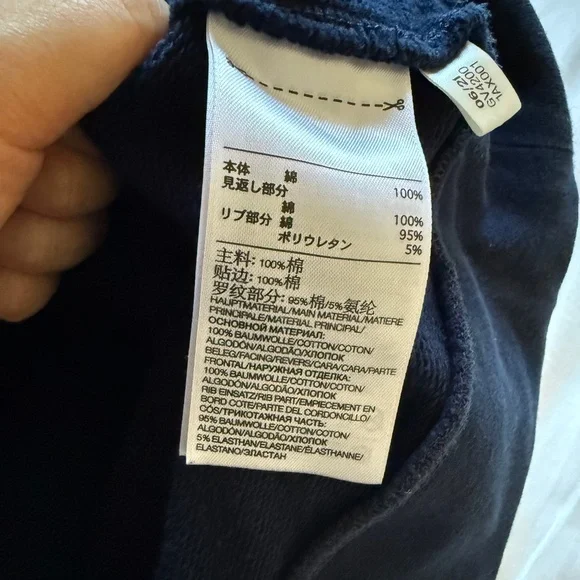 06/21
GV4200
1AX001
本体 綿 100%
見返し部分
綿 100%
リブ部分 綿 95%
ポリウレタン 5%
主料: 100%棉
贴边: 100%棉
罗纹部分: 95%棉/5%氨纶
HAUPTMATERIAL/MAIN MATERIAL/MATIERE
PRINCIPALE/MATERIAL PRINCIPAL/
ОСНОВНОЙ МАТЕРИАЛ:
100% BAUMWOLLE/COTTON/COTON/
ALGODÓN/ALGODÃO/ХЛОПОК
BELEG/FACING/REVERS/CARA/CARA/PARTE
FRONTAL/НАРУЖНАЯ ОТДЕЛКА:
100% BAUMWOLLE/COTTON/COTON/
ALGODÓN/ALGODÃO/ХЛОПОК
RIB EINSATZ/RIB PART/EMPIECEMENT EN
BORD COTE/PARTE DEL CORDONCILLO/
CÓS/ТРИКОТАЖНАЯ ЧАСТЬ:
95% BAUMWOLLE/COTTON/COTON/
ALGODÓN/ALGODÃO/ХЛОПОК
5% ELASTHAN/ELASTANE/ÉLASTHANNE/
ELASTANO/ЭЛАСТАН